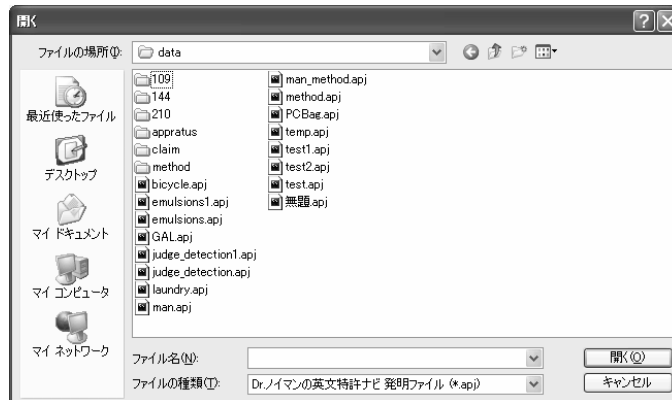 開く
ファイルの場所(I):
data
最近使ったファイル
デスクトップ
マイ ドキュメント
マイ コンピュータ
マイ ネットワーク
109
144
210
appratus
claim
method
bicycle.apj
emulsions1.apj
emulsions.apj
GAL.apj
judge_detection1.apj
judge_detection.apj
laundry.apj
man.apj
man_method.apj
method.apj
PCBag.apj
temp.apj
test1.apj
test2.apj
test.apj
無題.apj
ファイル名(N):
開く(O)
ファイルの種類(T):
Dr.ノイマンの英文特許ナビ 発明ファイル (*.apj)
キャンセル